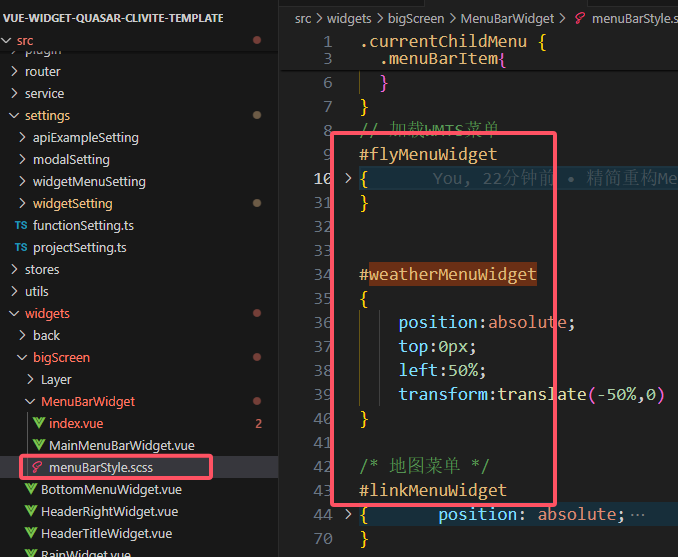 VUE-WIDGET-QUASAR-CLIVITE-TEMPLATE
src
plugin
router
service
settings
apiExampleSetting
modalSetting
widgetMenuSetting
widgetSetting
TS functionSetting.ts
TS projectSetting.ts
stores
utils
widgets
back
bigScreen
Layer
MenuBarWidget
index.vue 2
MainMenuBarWidget.vue
menuBarStyle.scss
BottomMenuWidget.vue
HeaderRightWidget.vue
HeaderTitleWidget.vue
RainWidget.vue
src > widgets > bigScreen > MenuBarWidget > menuBarStyle.s
1 .currentChildMenu {
3 .menuBarItem{
6 }
7 }
8 // 加载WMTS菜单
9 #flyMenuWidget
10 { You, 22分钟前 • 精简重构Me
31 }
32
33
34 #weatherMenuWidget
35 {
36 position:absolute;
37 top:0px;
38 left:50%;
39 transform:translate(-50%,0)
40 }
41
42 /* 地图菜单 */
43 #linkMenuWidget
44 { position: absolute;…
70 }